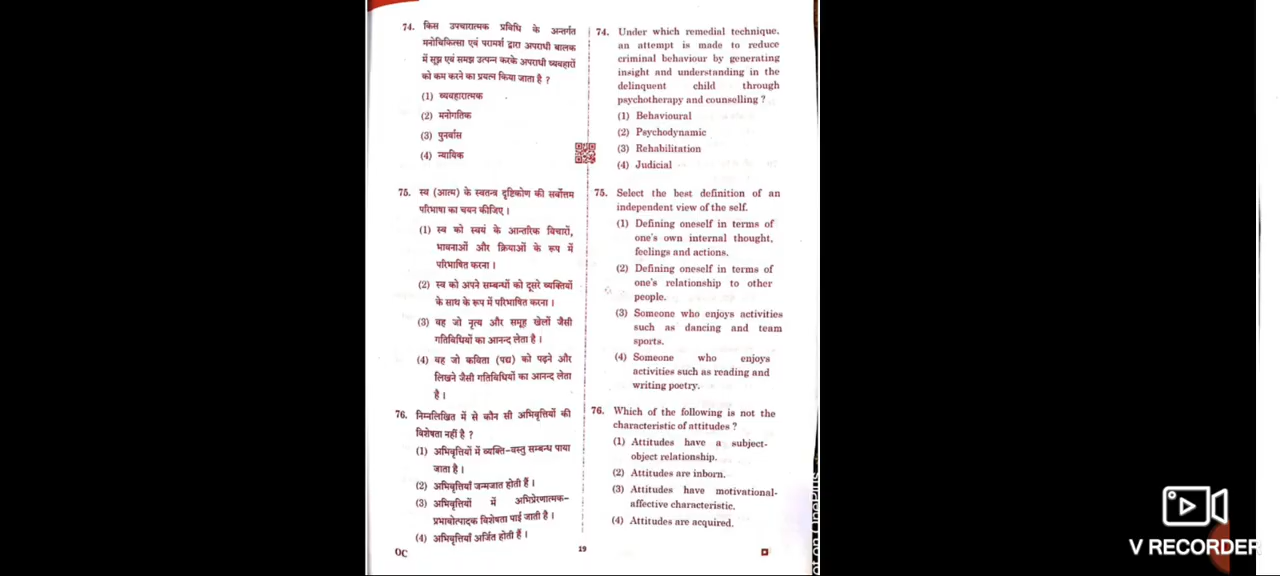 74. किस उपचारात्मक प्रविधि के अन्तर्गत
मनोचिकित्सा एवं परामर्श द्वारा अपराधी बालक
में सूझ एवं समझ उत्पन्न करके अपराधी व्यवहारों
को कम करने का प्रयत्न किया जाता है ?
(1) व्यवहारात्मक
(2) मनोगतिक
(3) पुनर्वास
(4) न्यायिक
75. स्व (आत्म) के स्वतन्त्र दृष्टिकोण की सर्वोत्तम
परिभाषा का चयन कीजिए ।
(1) स्व को स्वयं के आन्तरिक विचारों,
भावनाओं और क्रियाओं के रूप में
परिभाषित करना ।
(2) स्व को अपने सम्बन्धों को दूसरे व्यक्तियों
के साथ के रूप में परिभाषित करना ।
(3) वह जो नृत्य और समूह खेलों जैसी
गतिविधियों का आनन्द लेता है ।
(4) वह जो कविता (पद्य) को पढ़ने और
लिखने जैसी गतिविधियों का आनन्द लेता
है ।
76. निम्नलिखित में से कौन सी अभिवृत्तियों की
विशेषता नहीं है ?
(1) अभिवृत्तियों में व्यक्ति-वस्तु सम्बन्ध पाया
जाता है ।
(2) अभिवृत्तियाँ जन्मजात होती हैं ।
(3) अभिवृत्तियों में अभिप्रेरणात्मक-
प्रभावोत्पादक विशेषता पाई जाती है ।
(4) अभिवृत्तियाँ अर्जित होती हैं ।
74. Under which remedial technique,
an attempt is made to reduce
criminal behaviour by generating
insight and understanding in the
delinquent child through
psychotherapy and counselling ?
(1) Behavioural
(2) Psychodynamic
(3) Rehabilitation
(4) Judicial
75. Select the best definition of an
independent view of the self.
(1) Defining oneself in terms of
one's own internal thought,
feelings and actions.
(2) Defining oneself in terms of
one's relationship to other
people.
(3) Someone who enjoys activities
such as dancing and team
sports.
(4) Someone who enjoys
activities such as reading and
writing poetry.
76. Which of the following is not the
characteristic of attitudes ?
(1) Attitudes have a subject-
object relationship.
(2) Attitudes are inborn.
(3) Attitudes have motivational-
affective characteristic.
(4) Attitudes are acquired.
OC
19
V RECORDER